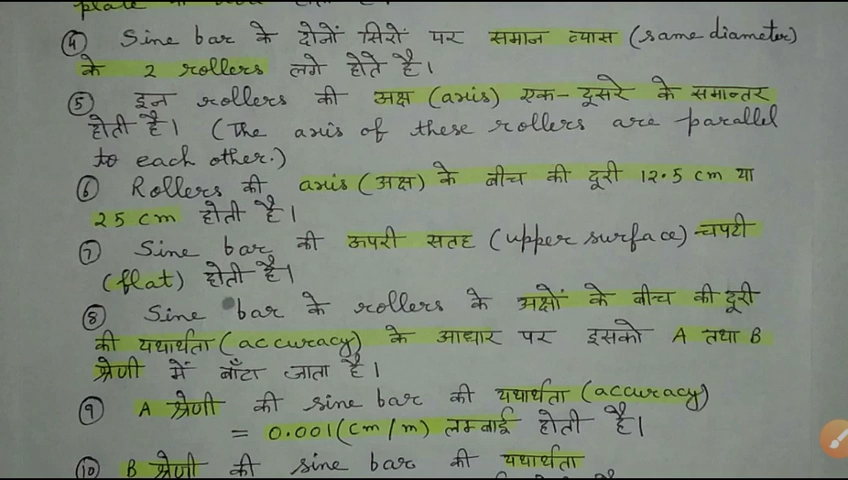 plate
④ Sine bar के दोनों सिरों पर समान व्यास (same diameter)
के 2 rollers लगे होते है।
⑤ इन rollers की अक्ष (axis) एक-दूसरे के समान्तर
होती है। (The axis of these rollers are parallel
to each other.)
⑥ Rollers की axis (अक्ष) के बीच की दूरी 12.5 cm या
25 cm होती है।
⑦ Sine bar की ऊपरी सतह (upper surface) चपटी
(flat) होती है।
⑧ Sine bar के rollers के अक्षों के बीच की दूरी
की यथार्थता (accuracy) के आधार पर इसको A तथा B
श्रेणी में बाँटा जाता है।
⑨ A श्रेणी की sine bar की यथार्थता (accuracy)
= 0.001 (cm/m) लम्बाई होती है।
⑩ B श्रेणी की sine bar की यथार्थता